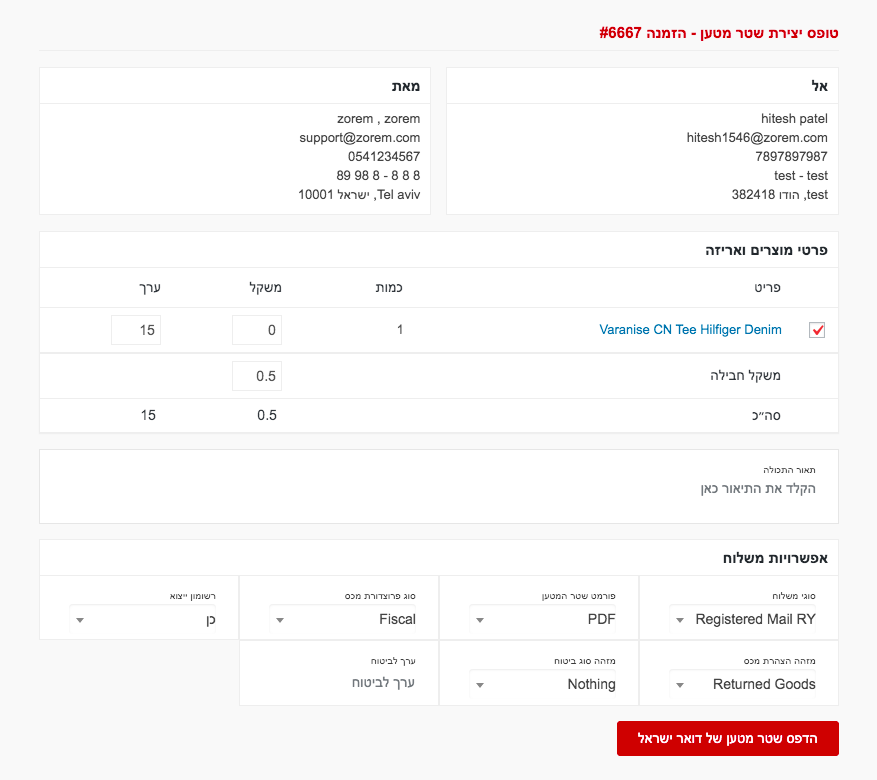 טופס יצירת שטר מטען - הזמנה 6667#
אל
hitesh patel
hitesh1546@zorem.com
7897897987
test - test
test, הודו 382418
מאת
zorem , zorem
support@zorem.com
0541234567
8 8 8 - 8 98 89
Tel aviv, ישראל 10001
פרטי מוצרים ואריזה
פריט כמות משקל ערך
Varanise CN Tee Hilfiger Denim 1 0 15
משקל חבילה 0.5
סה״כ 0.5 15
תאור התכולה
הקלד את התיאור כאן
אפשרויות משלוח
סוגי משלוח
Registered Mail RY
פורמט שטר המטען
PDF
סוג פרוצדורת מכס
Fiscal
רשומון ייצוא
כן
מזהה הצהרת מכס
Returned Goods
מזהה סוג ביטוח
Nothing
ערך לביטוח
ערך לביטוח
הדפס שטר מטען של דואר ישראל